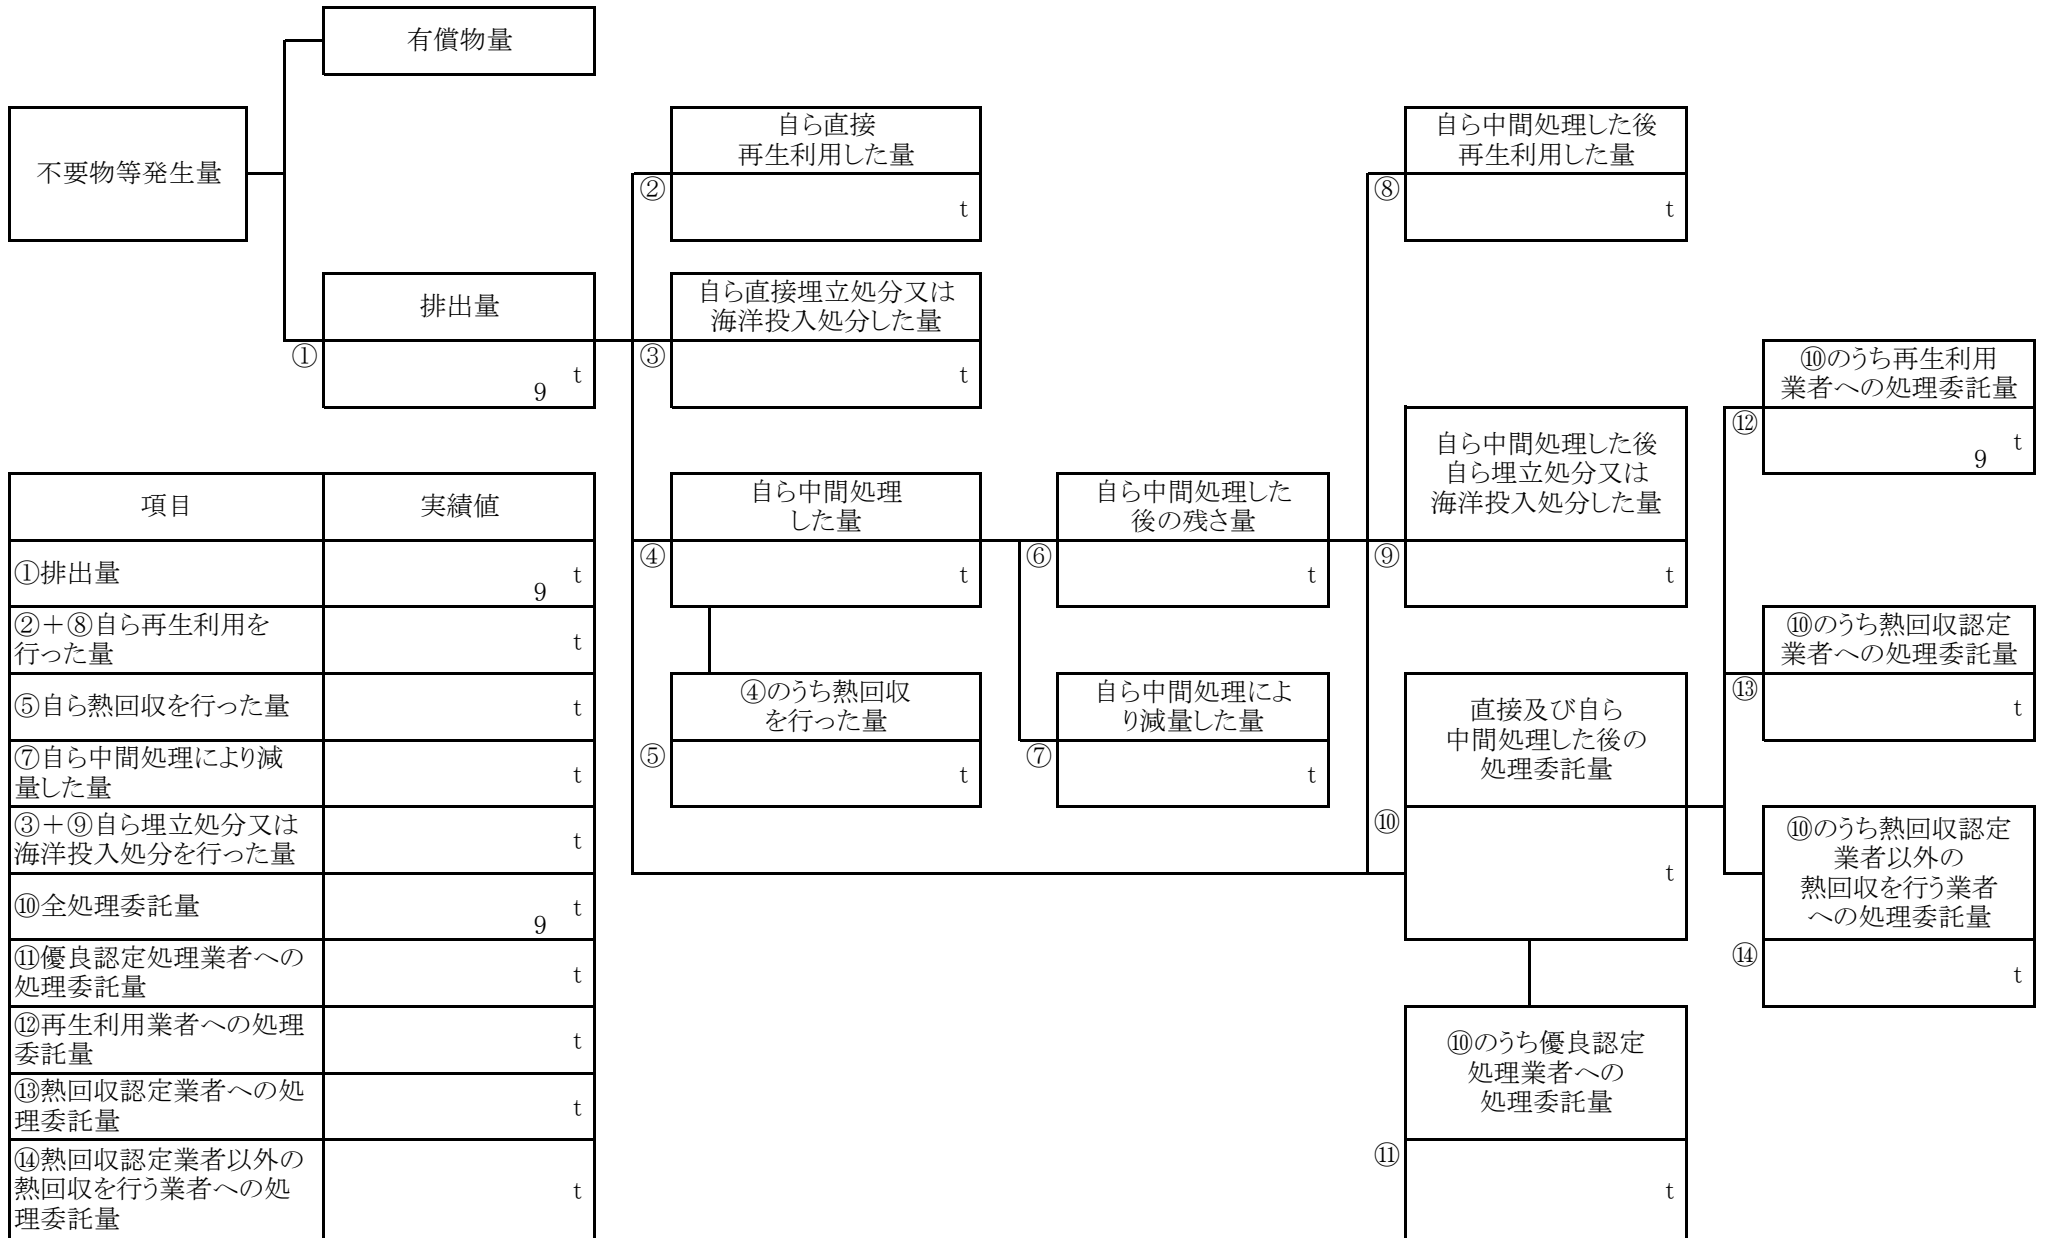 有償物量
不要物等発生量
排出量
①
t
9
自ら直接
再生利用した量
②
t
自ら直接埋立処分又は
海洋投入処分した量
③
t
自ら中間処理
した量
④
t
④のうち熱回収
を行った量
⑤
t
自ら中間処理した
後の残さ量
⑥
t
自ら中間処理によ
り減量した量
⑦
t
自ら中間処理した後
再生利用した量
⑧
t
自ら中間処理した後
自ら埋立処分又は
海洋投入処分した量
⑨
t
直接及び自ら
中間処理した後の
処理委託量
⑩
t
⑩のうち優良認定
処理業者への
処理委託量
⑪
t
⑩のうち再生利用
業者への処理委託量
⑫
t
9
⑩のうち熱回収認定
業者への処理委託量
⑬
t
⑩のうち熱回収認定
業者以外の
熱回収を行う業者
への処理委託量
⑭
t
項目 実績値
①排出量 t
9
②+⑧自ら再生利用を
行った量 t
⑤自ら熱回収を行った量 t
⑦自ら中間処理により減
量した量 t
③+⑨自ら埋立処分又は
海洋投入処分を行った量 t
⑩全処理委託量 t
9
⑪優良認定処理業者への
処理委託量 t
⑫再生利用業者への処理
委託量 t
⑬熱回収認定業者への処
理委託量 t
⑭熱回収認定業者以外の
熱回収を行う業者への処 t
理委託量